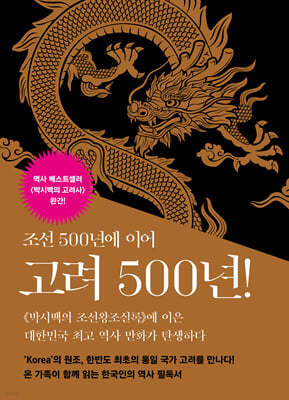 역사 베스트셀러
《박시백의 고려사》
완간!
조선 500년에 이어
고려 500년!
《박시백의 조선왕조실록》에 이은
대한민국 최고 역사 만화가 탄생하다
'Korea'의 원조, 한반도 최초의 통일 국가 고려를 만나다!
온 가족이 함께 읽는 한국인의 역사 필독서